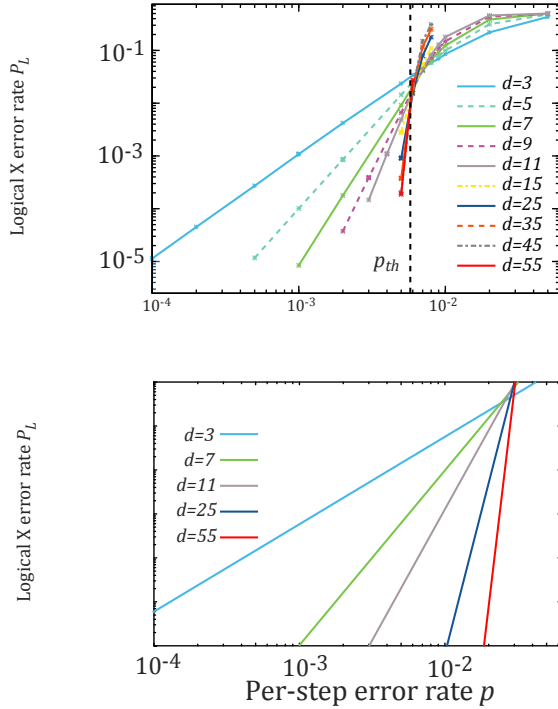 Logical X error rate P_L
10^-1
10^-3
10^-5
d=3
d=5
d=7
d=9
d=11
d=15
d=25
d=35
d=45
d=55
p_th
10^-4
10^-3
10^-2
Logical X error rate P_L
d=3
d=7
d=11
d=25
d=55
10^-4
10^-3
10^-2
Per-step error rate p